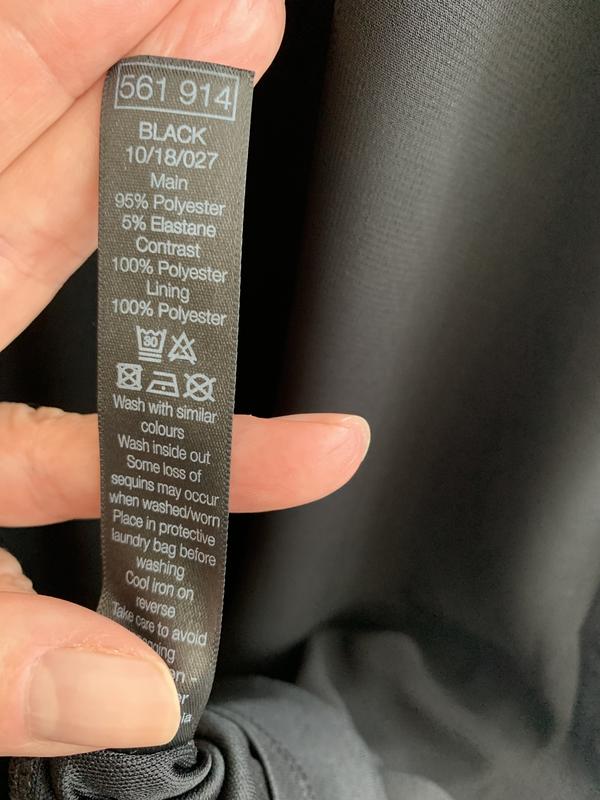 561 914
BLACK
10/18/027
Main
95% Polyester
5% Elastane
Contrast
100% Polyester
Lining
100% Polyester
30
Wash with similar
colours
Wash inside out
Some loss of
sequins may occur
when washed/worn
Place in protective
laundry bag before
washing
Cool iron on
reverse
Take care to avoid